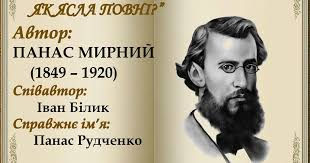 ЯК ЯСЛА ПОВНІ?”
Автор:
ПАНАС МИРНИЙ
(1849 – 1920)
Співавтор:
Іван Білик
Справжнє ім’я:
Панас Рудченко